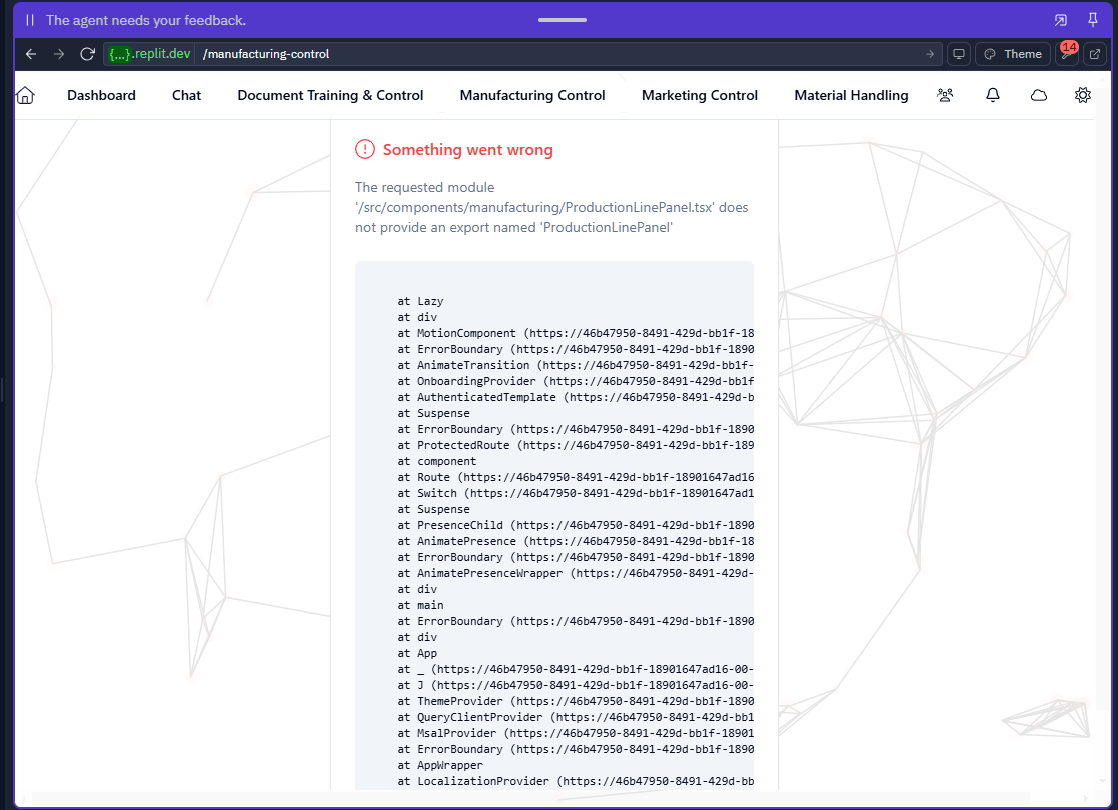 The agent needs your feedback.
{...}.replit.dev /manufacturing-control
Theme
14
Dashboard Chat Document Training & Control Manufacturing Control Marketing Control Material Handling
Something went wrong
The requested module
'/src/components/manufacturing/ProductionLinePanel.tsx' does
not provide an export named 'ProductionLinePanel'
at Lazy
at div
at MotionComponent (https://46b47950-8491-429d-bb1f-18
at ErrorBoundary (https://46b47950-8491-429d-bb1f-1890
at AnimateTransition (https://46b47950-8491-429d-bb1f-
at OnboardingProvider (https://46b47950-8491-429d-bb1f
at AuthenticatedTemplate (https://46b47950-8491-429d-b
at Suspense
at ErrorBoundary (https://46b47950-8491-429d-bb1f-1890
at ProtectedRoute (https://46b47950-8491-429d-bb1f-189
at component
at Route (https://46b47950-8491-429d-bb1f-18901647ad16
at Switch (https://46b47950-8491-429d-bb1f-18901647ad1
at Suspense
at PresenceChild (https://46b47950-8491-429d-bb1f-1890
at AnimatePresence (https://46b47950-8491-429d-bb1f-18
at ErrorBoundary (https://46b47950-8491-429d-bb1f-1890
at AnimatePresenceWrapper (https://46b47950-8491-429d-
at div
at main
at ErrorBoundary (https://46b47950-8491-429d-bb1f-1890
at div
at App
at _ (https://46b47950-8491-429d-bb1f-18901647ad16-00-
at J (https://46b47950-8491-429d-bb1f-18901647ad16-00-
at ThemeProvider (https://46b47950-8491-429d-bb1f-1890
at QueryClientProvider (https://46b47950-8491-429d-bb1
at MsalProvider (https://46b47950-8491-429d-bb1f-18901
at ErrorBoundary (https://46b47950-8491-429d-bb1f-1890
at AppWrapper
at LocalizationProvider (https://46b47950-8491-429d-bb